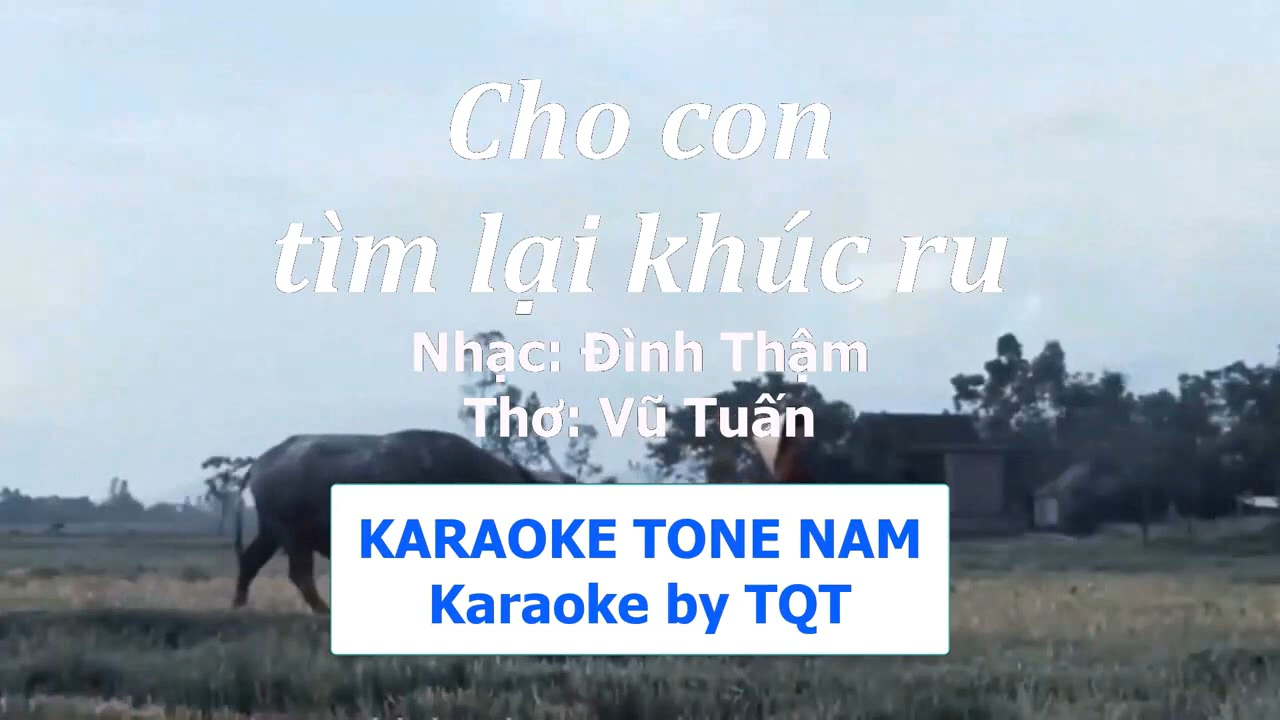 Cho con
tìm lại khúc ru
Nhạc: Đình Thậm
Thơ: Vũ Tuấn
KARAOKE TONE NAM
Karaoke by TQT